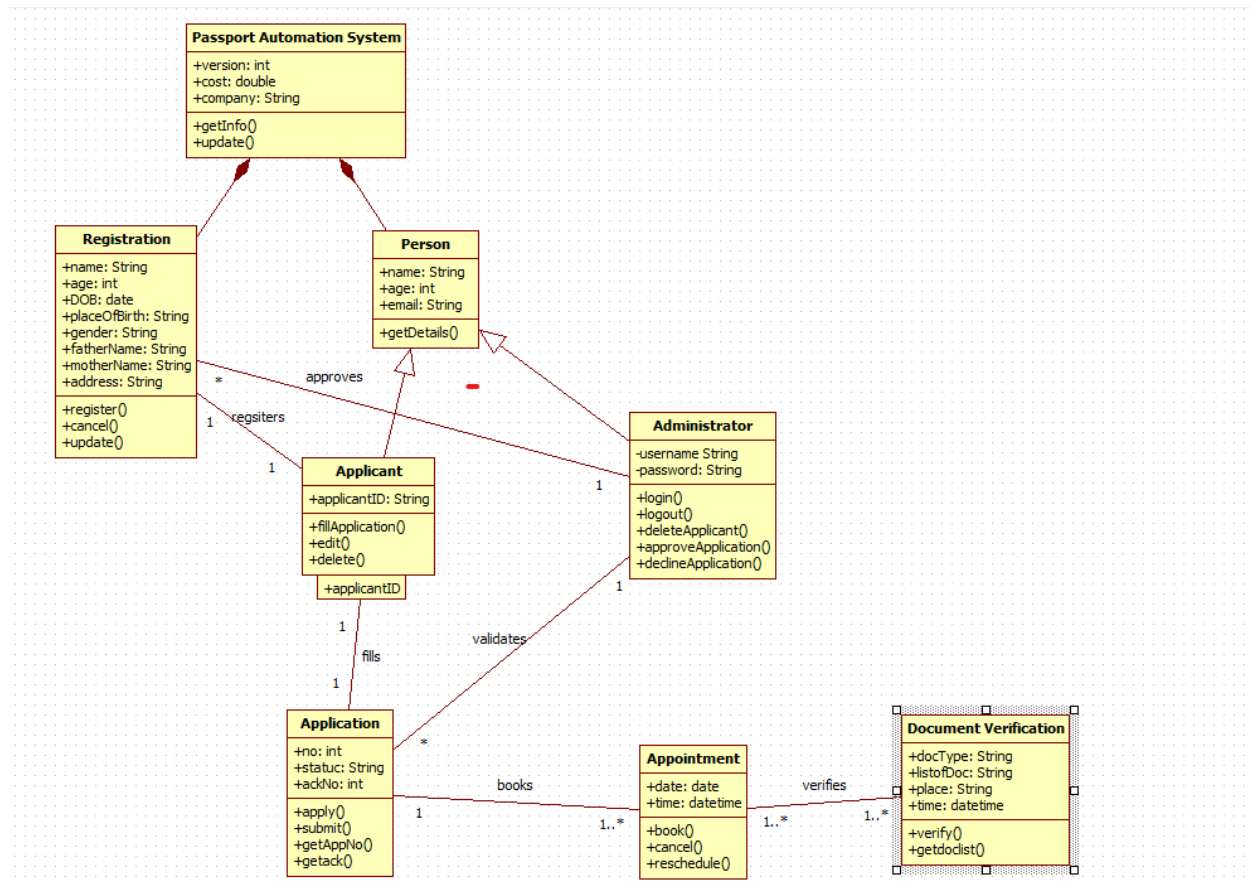 Passport Automation System
+version: int
+cost: double
+company: String
+getInfo()
+update()
Registration
+name: String
+age: int
+DOB: date
+placeOfBirth: String
+gender: String
+fatherName: String
+motherName: String
+address: String
+register()
+cancel()
+update()
Person
+name: String
+age: int
+email: String
+getDetails()
*
approves
1
1
regsiters
1
Applicant
+applicantID: String
+fillApplication()
+edit()
+delete()
+applicantID
Administrator
-username String
-password: String
+login()
+logout()
+deleteApplicant()
+approveApplication()
+declineApplication()
1
fills
1
1
validates
*
Application
+no: int
+statuc: String
+ackNo: int
+apply()
+submit()
+getAppNo()
+getack()
books
1
1..*
Appointment
+date: date
+time: datetime
+book()
+cancel()
+reschedule()
verifies
1..*
1..*
Document Verification
+docType: String
+listofDoc: String
+place: String
+time: datetime
+verify()
+getdoclist()